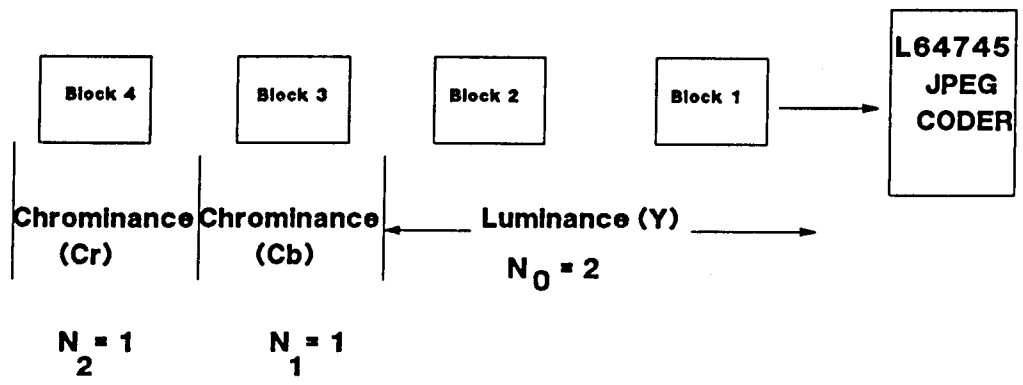 L64745
JPEG
CODER
Block 4
Block 3
Block 2
Block 1
Chrominance
(Cr)
Chrominance
(Cb)
Luminance (Y)
N0 = 2
N2 = 1
N1 = 1